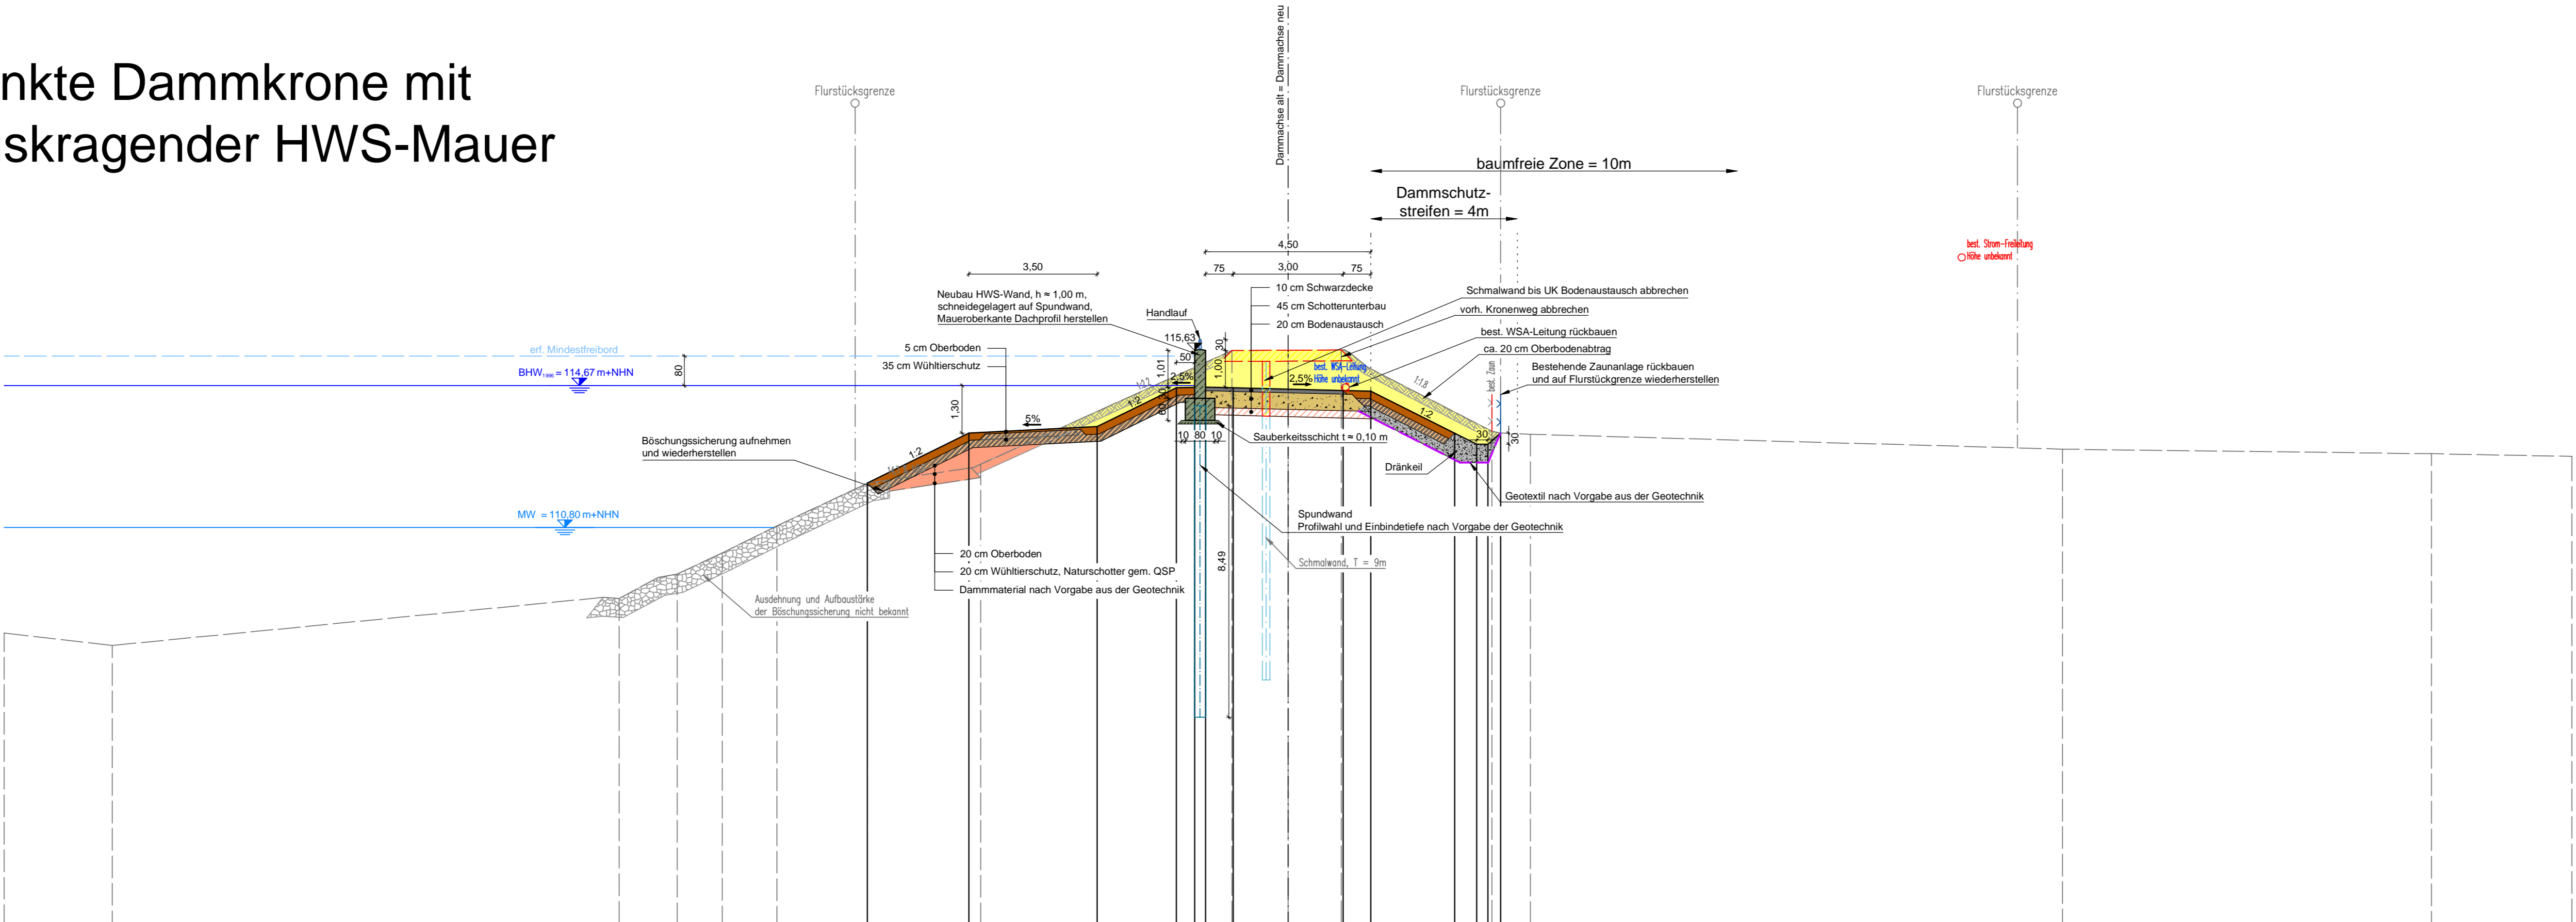 nkte Dammkrone mit
skragender HWS-Mauer
Flurstücksgrenze
Dammachse alt = Dammachse neu
Flurstücksgrenze
Flurstücksgrenze
baumfreie Zone = 10m
Dammschutz-
streifen = 4m
4,50
75
3,00
75
3,50
best. Strom-Freileitung
Höhe unbekannt
Neubau HWS-Wand, h ≈ 1,00 m,
schneidegelagert auf Spundwand,
Maueroberkante Dachprofil herstellen
Handlauf
115,63
10 cm Schwarzdecke
45 cm Schotterunterbau
20 cm Bodenaustausch
Schmalwand bis UK Bodenaustausch abbrechen
vorh. Kronenweg abbrechen
best. WSA-Leitung rückbauen
ca. 20 cm Oberbodenabtrag
Bestehende Zaunanlage rückbauen
und auf Flurstückgrenze wiederherstellen
best. Zaun
erf. Mindestfreibord
80
BHW1996 = 114,67 m+NHN
5 cm Oberboden
35 cm Wühltierschutz
50
30
1,01
1,00
1:2,2
2,5%
best. WSA-Leitung
Höhe unbekannt
2,5%
1:1,8
1:2
1:2
60
1,30
5%
30
30
10 80 10
Sauberkeitsschicht t ≈ 0,10 m
Böschungssicherung aufnehmen
und wiederherstellen
1:2
Dränkeil
Geotextil nach Vorgabe aus der Geotechnik
MW = 110,80 m+NHN
Spundwand
Profilwahl und Einbindetiefe nach Vorgabe der Geotechnik
8,49
Schmalwand, T = 9m
20 cm Oberboden
20 cm Wühltierschutz, Naturschotter gem. QSP
Dammmaterial nach Vorgabe aus der Geotechnik
Ausdehnung und Aufbaustärke
der Böschungssicherung nicht bekannt